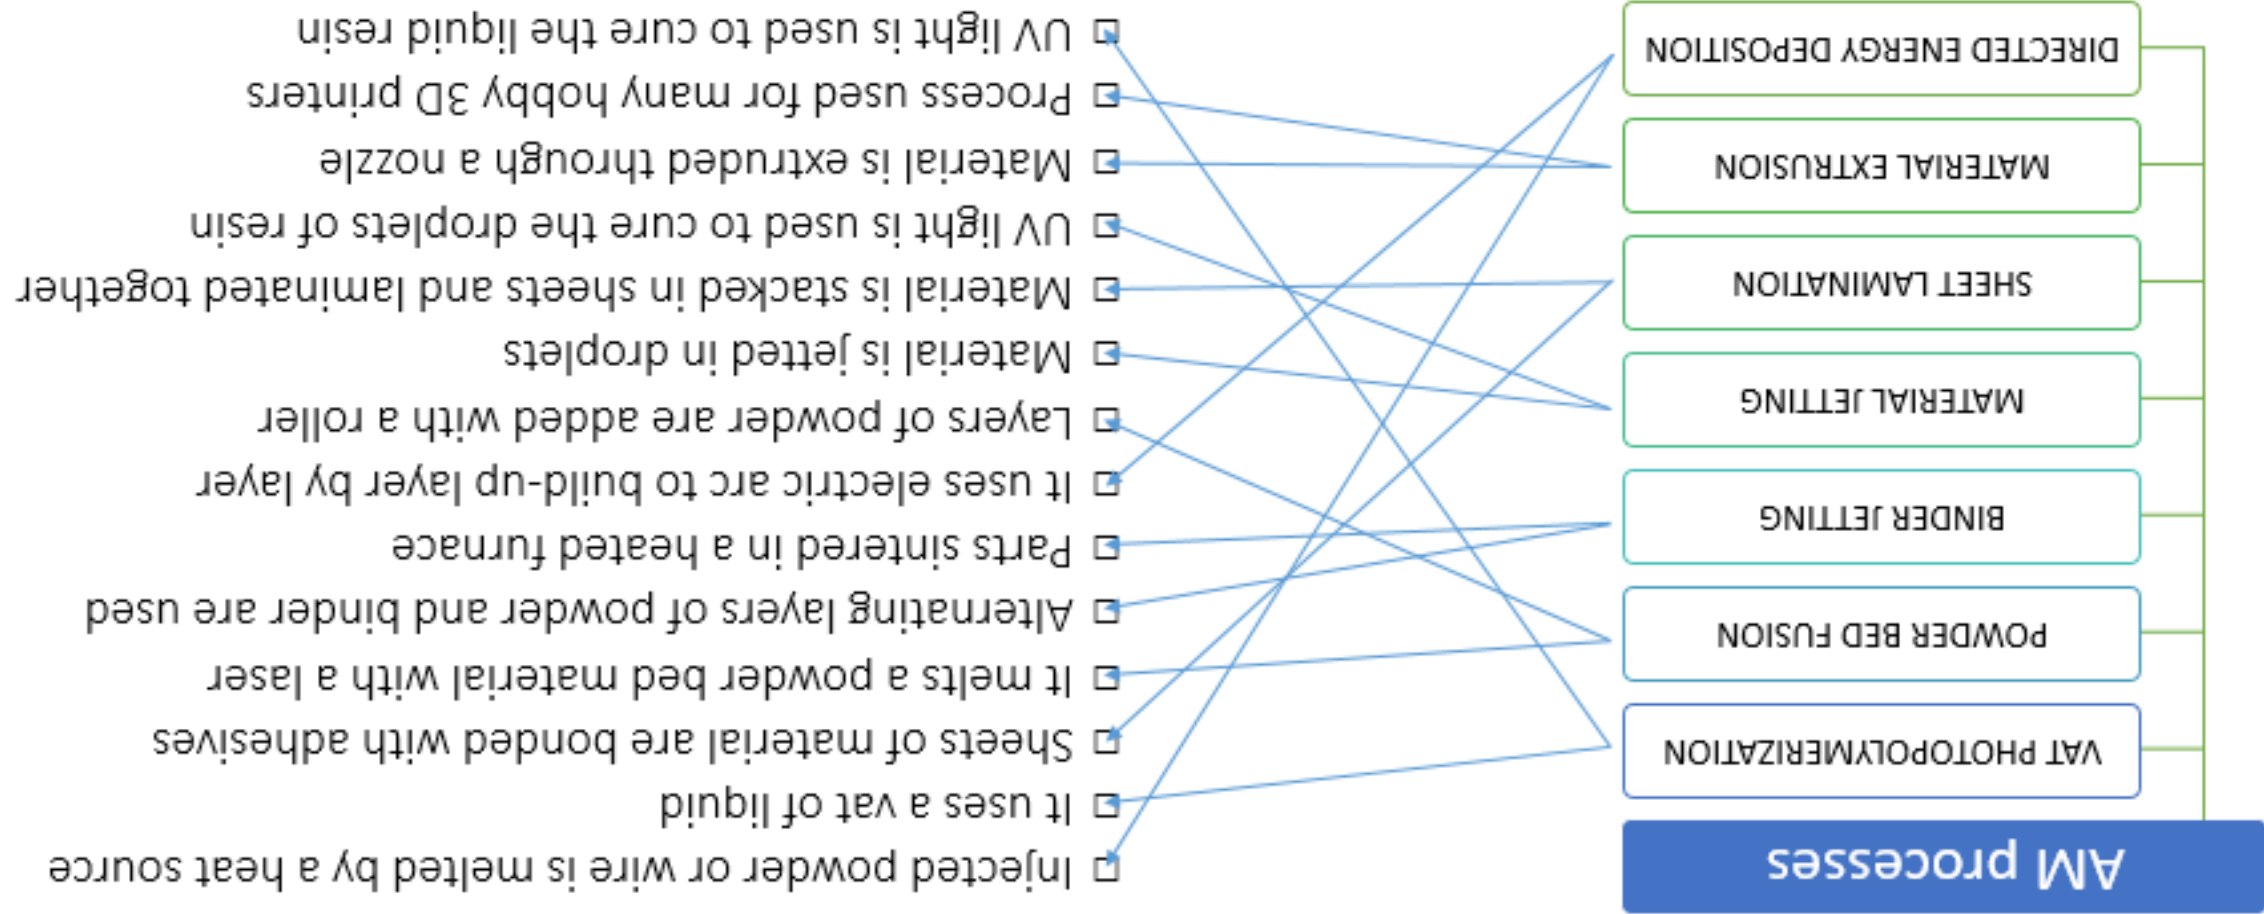 AM processes
VAT PHOTOPOLYMERIZATION
POWDER BED FUSION
BINDER JETTING
MATERIAL JETTING
SHEET LAMINATION
MATERIAL EXTRUSION
DIRECTED ENERGY DEPOSITION
Injected powder or wire is melted by a heat source
It uses a vat of liquid
Sheets of material are bonded with adhesives
It melts a powder bed material with a laser
Alternating layers of powder and binder are used
Parts sintered in a heated furnace
It uses electric arc to build-up layer by layer
Layers of powder are added with a roller
Material is jetted in droplets
Material is stacked in sheets and laminated together
UV light is used to cure the droplets of resin
Material is extruded through a nozzle
Process used for many hobby 3D printers
UV light is used to cure the liquid resin